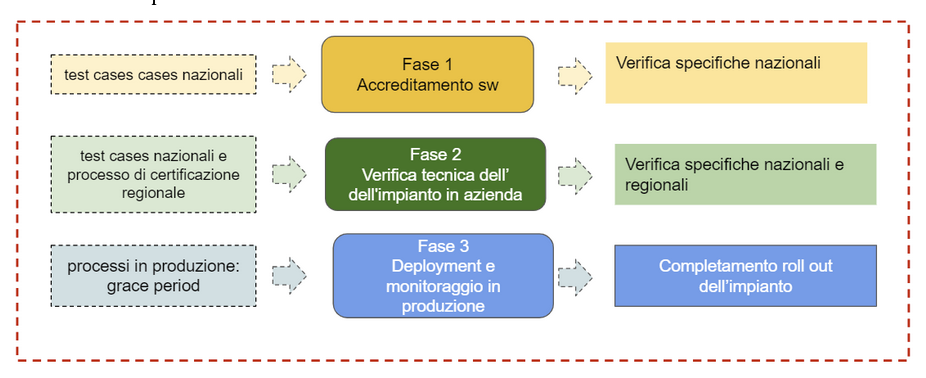 test cases cases nazionali
Fase 1
Accreditamento sw
Verifica specifiche nazionali
test cases nazionali e
processo di certificazione
regionale
Fase 2
Verifica tecnica dell'
dell'impianto in azienda
Verifica specifiche nazionali e
regionali
processi in produzione:
grace period
Fase 3
Deployment e
monitoraggio in
produzione
Completamento roll out
dell'impianto